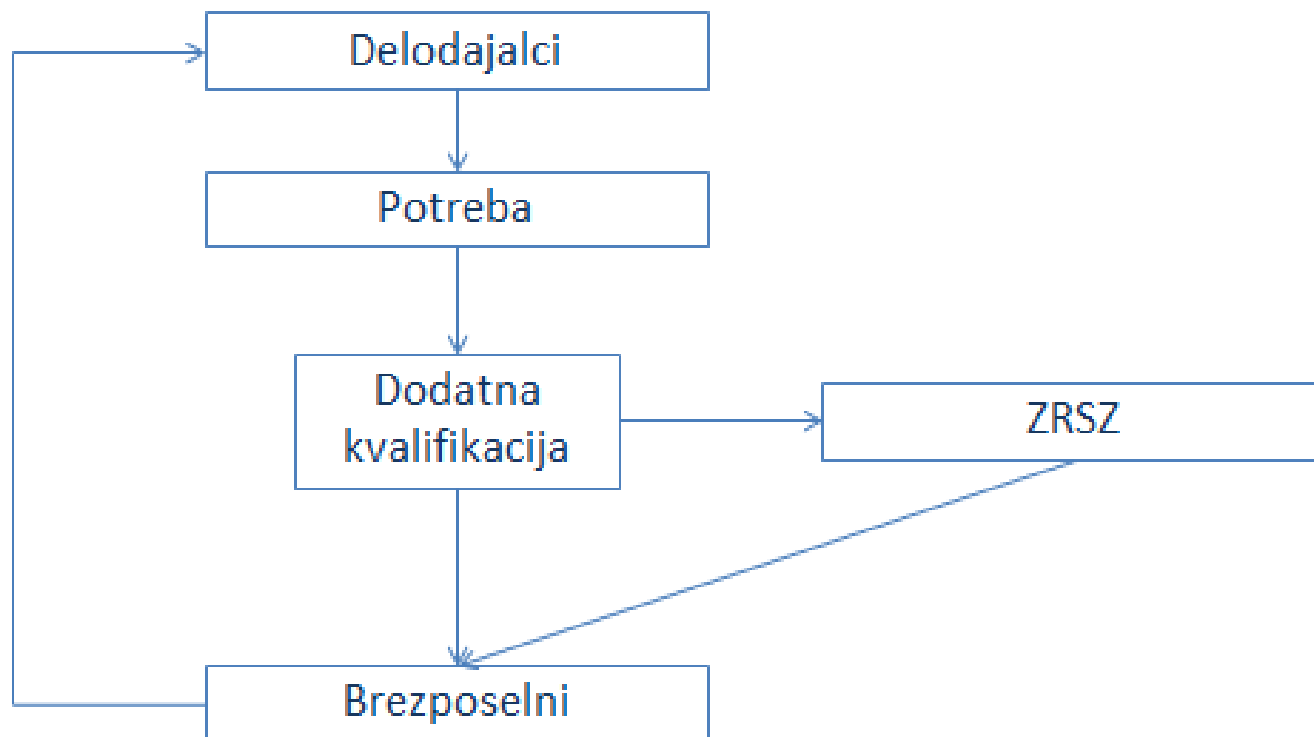 Delodajalci
Potreba
Dodatna
kvalifikacija
ZRSZ
Brezposelni